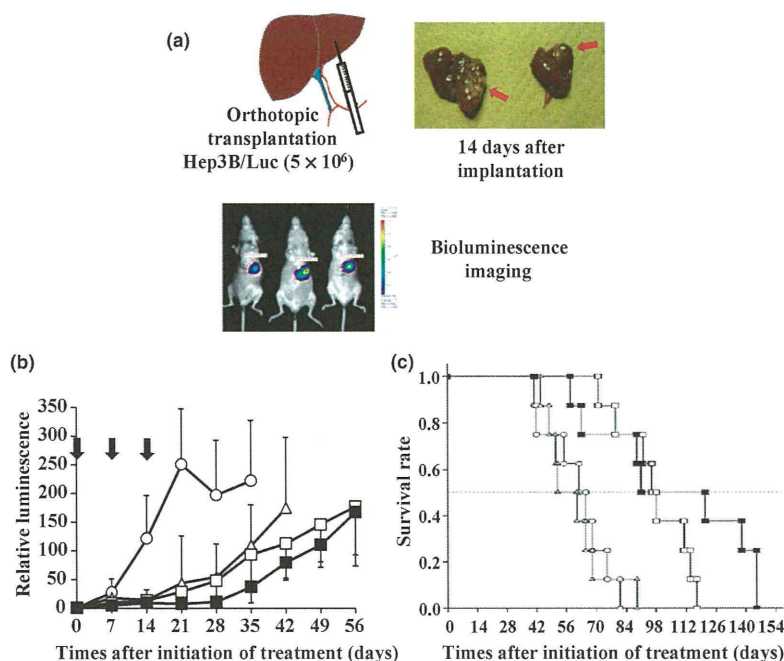 (a)
Orthotopic
transplantation
Hep3B/Luc (5 × 10⁶)
14 days after
implantation
Bioluminescence
imaging
(b)
Relative luminescence
350
300
250
200
150
100
50
0
0 7 14 21 28 35 42 49 56
Times after initiation of treatment (days)
(c)
Survival rate
1.0
0.8
0.6
0.4
0.2
0.0
0 14 28 42 56 70 84 98 112 126 140 154
Times after initiation of treatment (days)